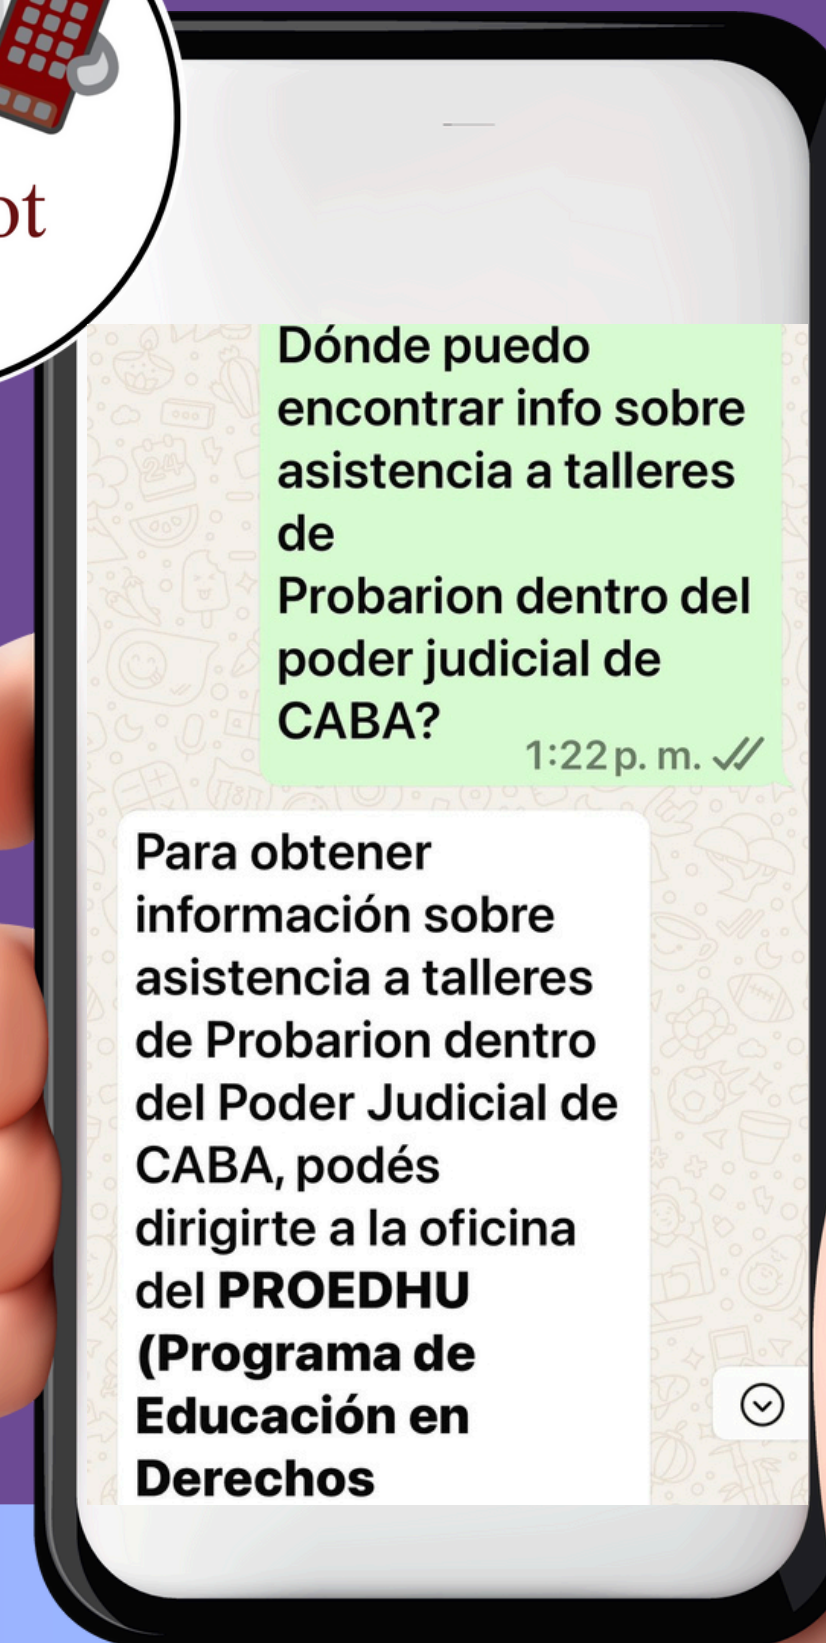 ot
Dónde puedo
encontrar info sobre
asistencia a talleres
de
Probarion dentro del
poder judicial de
CABA?
1:22 p. m.
Para obtener
información sobre
asistencia a talleres
de Probarion dentro
del Poder Judicial de
CABA, podés
dirigirte a la oficina
del PROEDHU
(Programa de
Educación en
Derechos